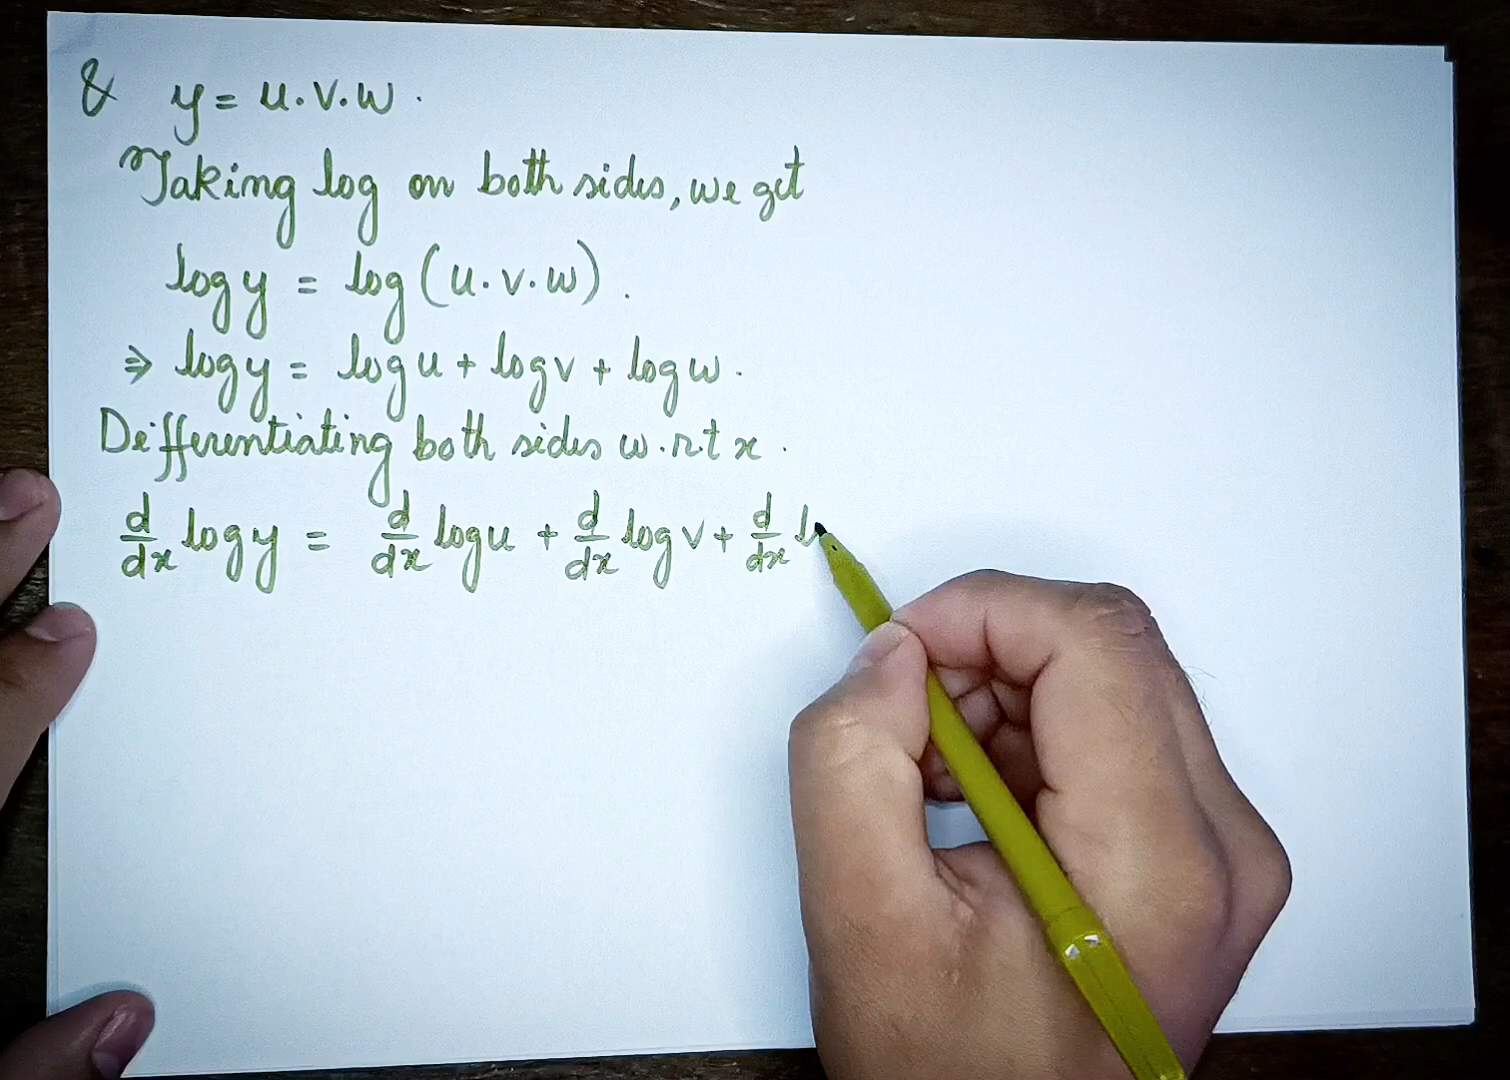 & y = u.v.w.
Taking log on both sides, we get
log y = log (u.v.w).
⇒ log y = log u + log v + log w.
Differentiating both sides w.r.t x.
d/dx log y = d/dx log u + d/dx log v + d/dx